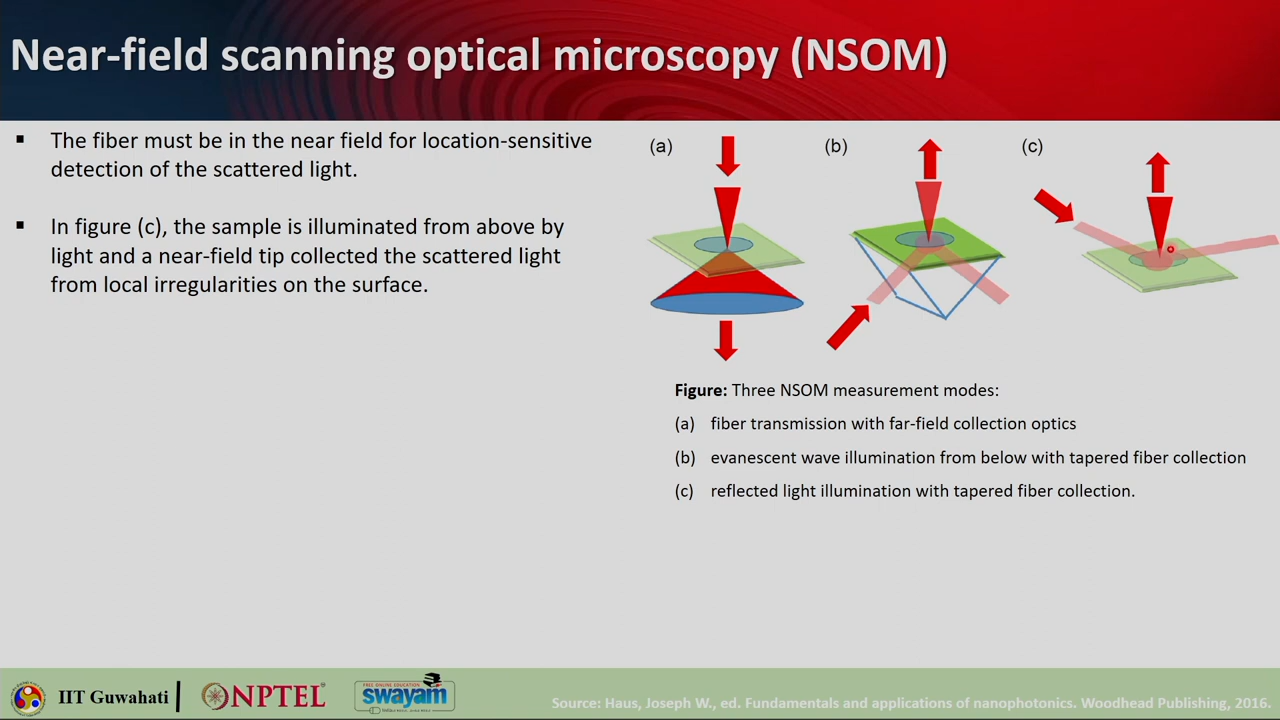 Near-field scanning optical microscopy (NSOM)
▪ The fiber must be in the near field for location-sensitive
detection of the scattered light.
▪ In figure (c), the sample is illuminated from above by
light and a near-field tip collected the scattered light
from local irregularities on the surface.
(a) (b) (c)
Figure: Three NSOM measurement modes:
(a) fiber transmission with far-field collection optics
(b) evanescent wave illumination from below with tapered fiber collection
(c) reflected light illumination with tapered fiber collection.
IIT Guwahati
NPTEL
FREE ONLINE EDUCATION
swayam
Source: Haus, Joseph W., ed. Fundamentals and applications of nanophotonics. Woodhead Publishing, 2016.